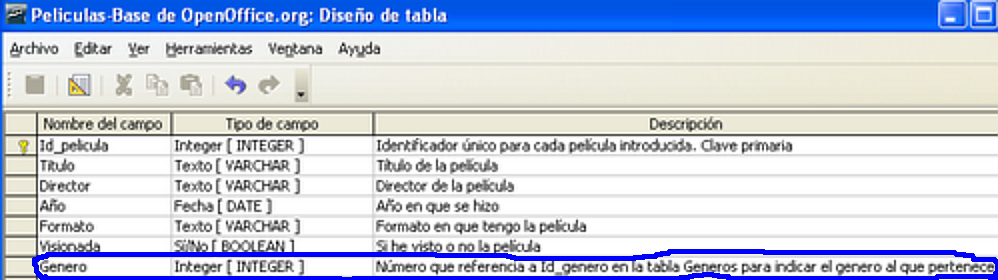 Peliculas-Base de OpenOffice.org: Diseño de tabla
Archivo Editar Ver Herramientas Ventana Ayuda
Nombre del campo Tipo de campo Descripción
Id_pelicula Integer [ INTEGER ] Identificador único para cada película introducida. Clave primaria
Titulo Texto [ VARCHAR ] Título de la película
Director Texto [ VARCHAR ] Director de la película
Año Fecha [ DATE ] Año en que se hizo
Formato Texto [ VARCHAR ] Formato en que tengo la película
Visionada Sí/No [ BOOLEAN ] Si he visto o no la película
Genero Integer [ INTEGER ] Número que referencia a Id_genero en la tabla Generos para indicar el genero al que pertenece